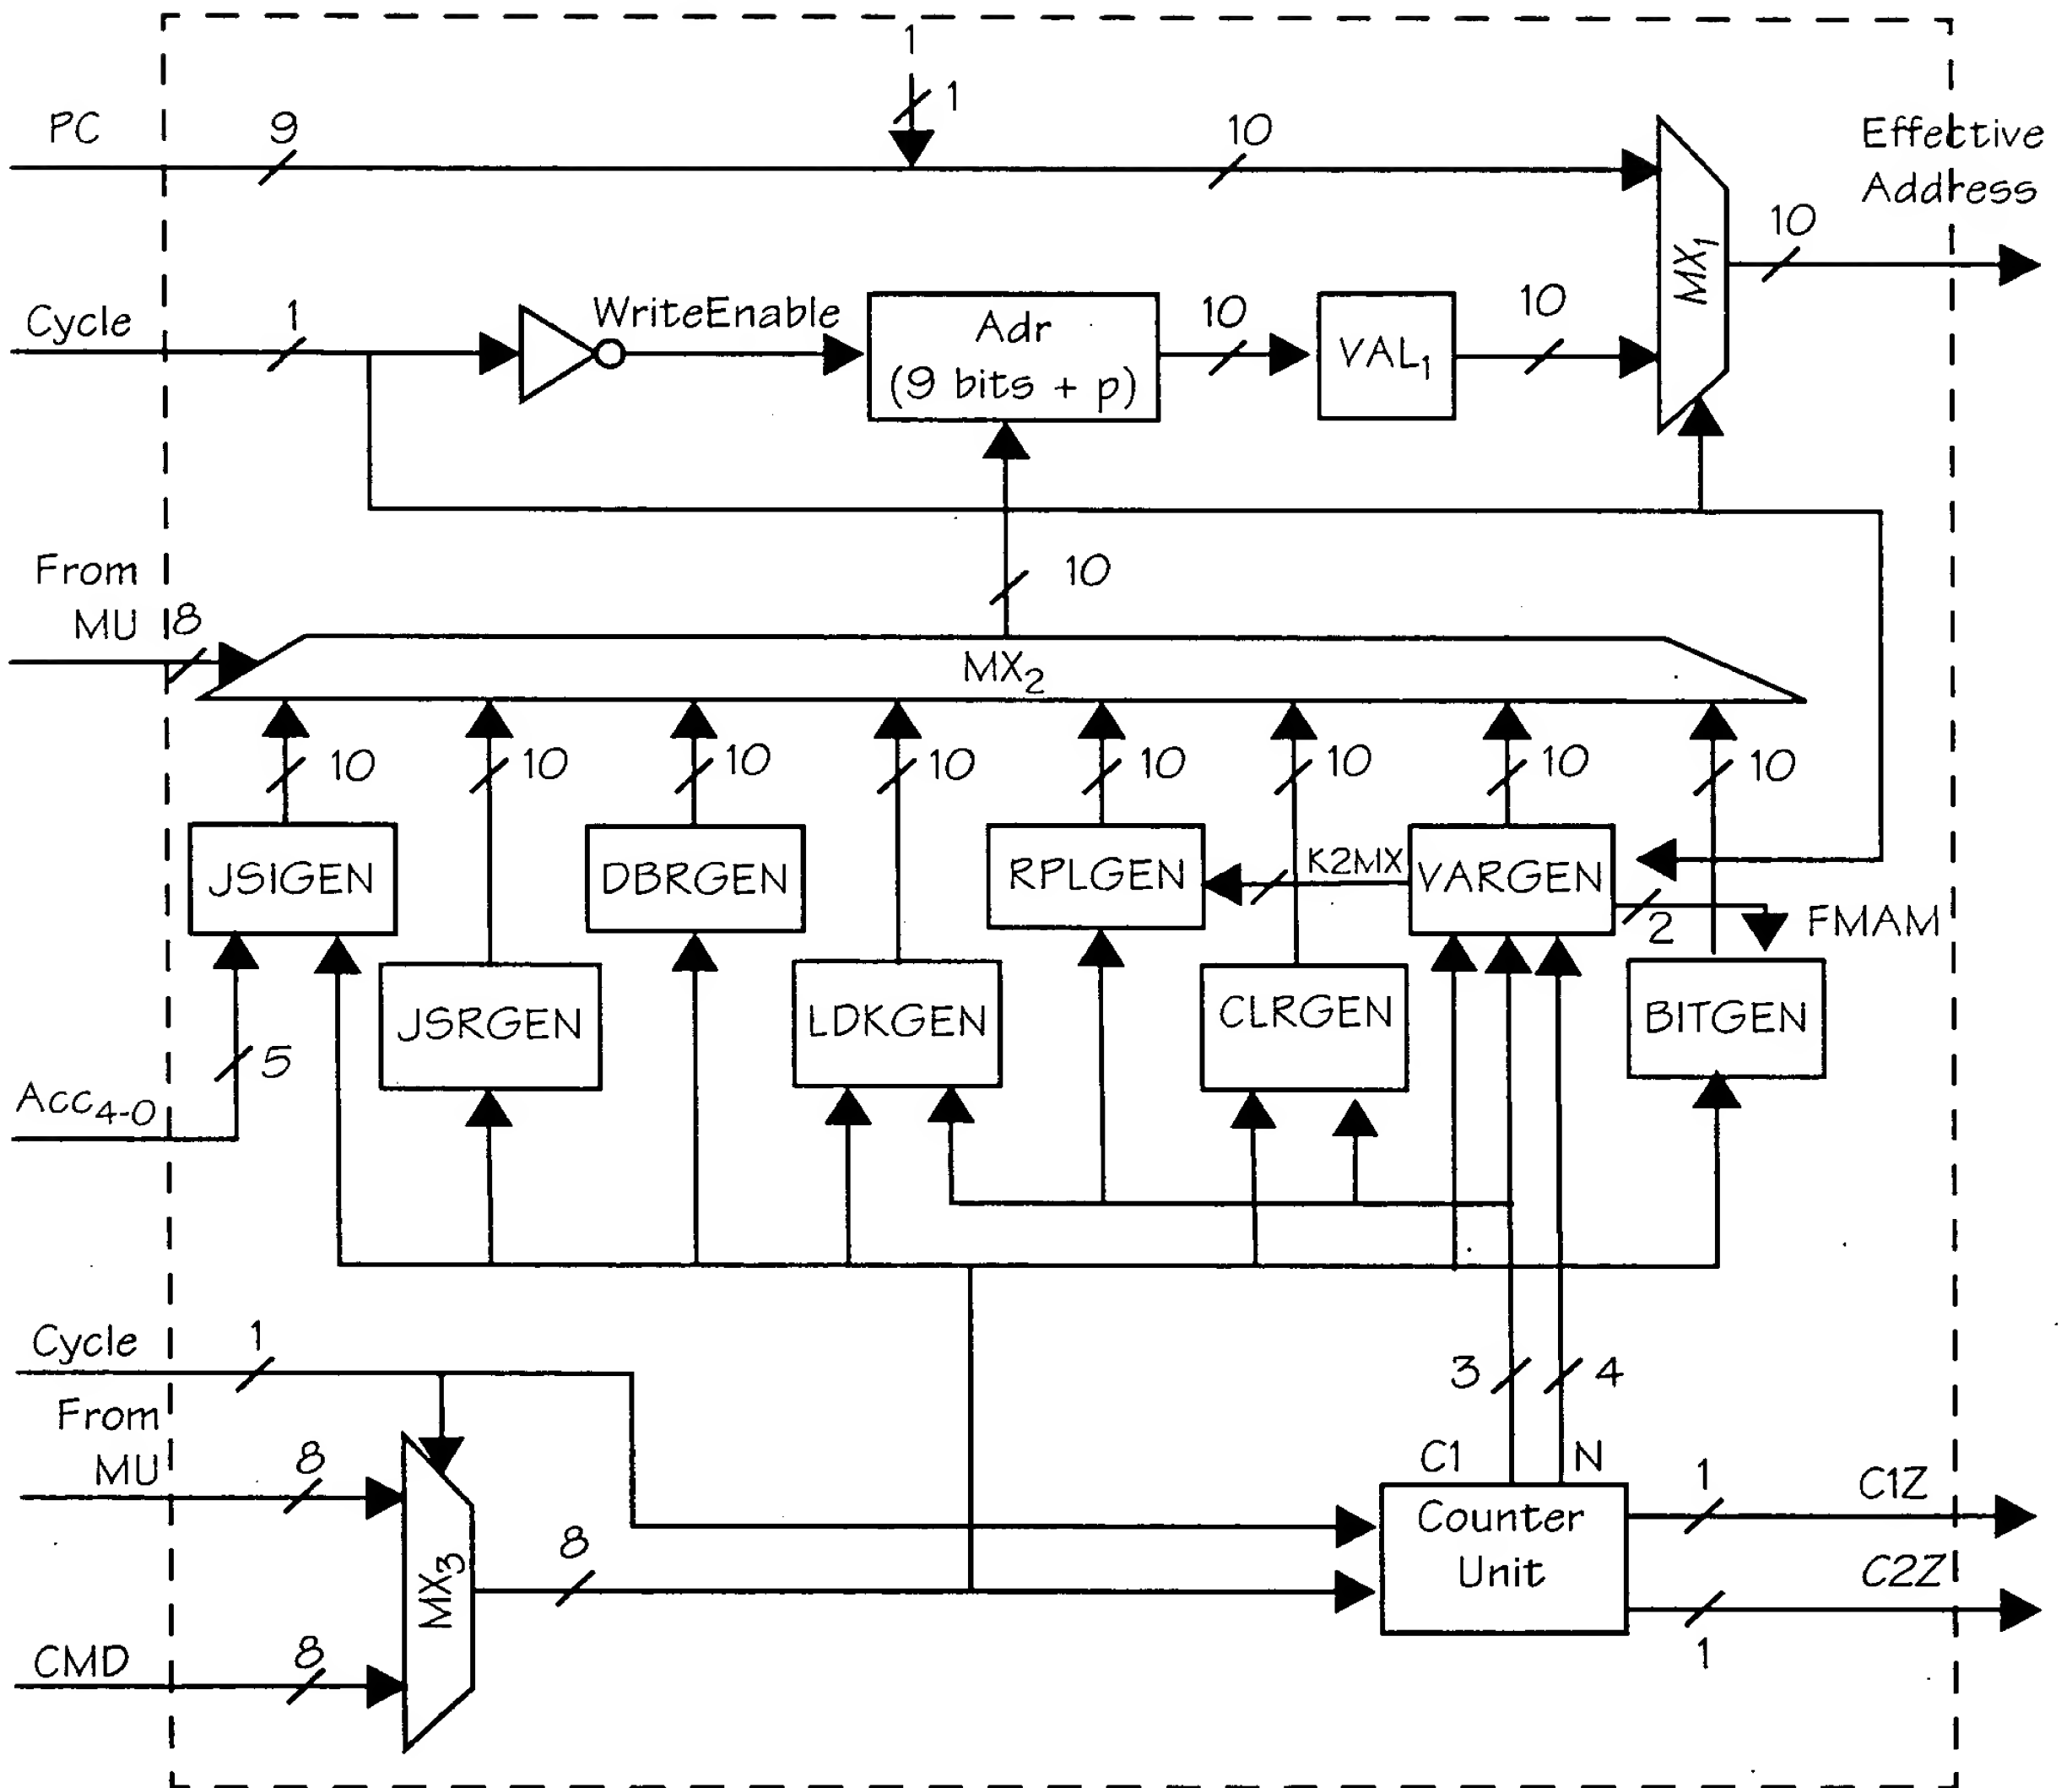 1
1
PC
9
10
Effective
Address
10
Cycle
1
WriteEnable
Adr
(9 bits + p)
10
VAL1
10
MX1
From
MU
8
10
MX2
10
10
10
10
10
10
10
10
JSIGEN
DBRGEN
RPLGEN
K2MX
VARGEN
2
FMAM
JSRGEN
LDKGEN
CLRGEN
BITGEN
5
Acc4-0
Cycle
1
3
4
From
MU
8
C1
N
1
C1Z
Counter
Unit
8
MX3
C2Z
1
CMD
8